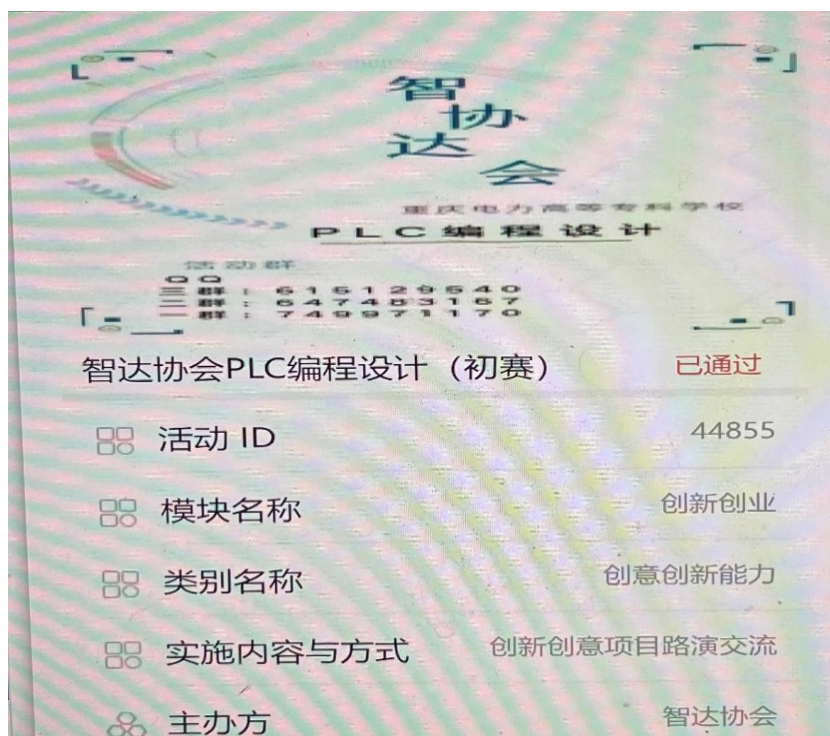 智
协
达
会
重庆电力高等专科学校
PLC编程设计
活动群
QQ
三群：615129540
二群：647483167
一群：749971170
智达协会PLC编程设计（初赛） 已通过
活动 ID 44855
模块名称 创新创业
类别名称 创意创新能力
实施内容与方式 创新创意项目路演交流
主办方 智达协会